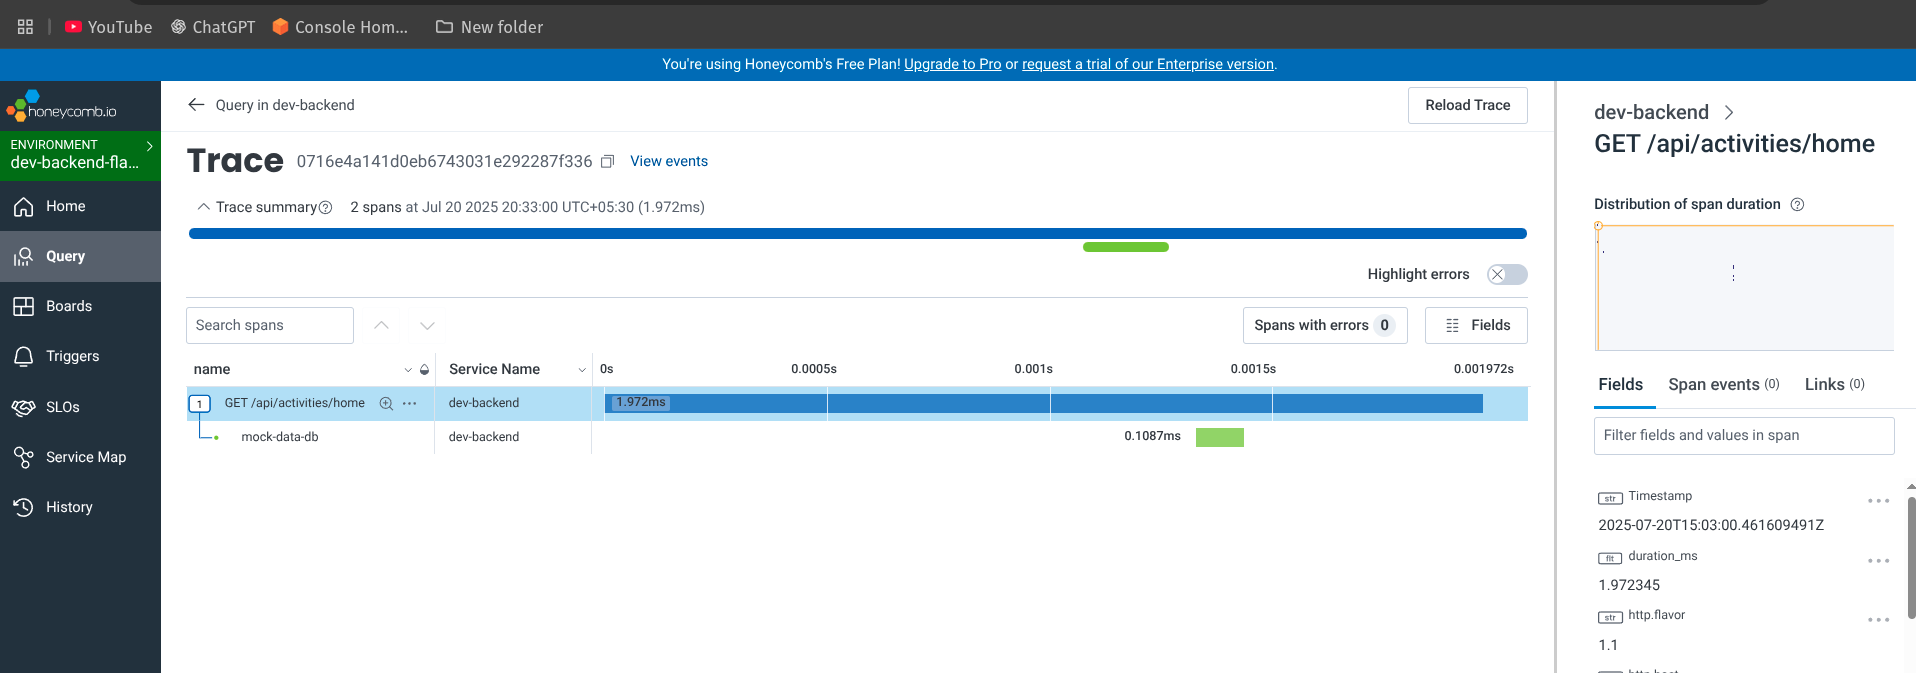 YouTube ChatGPT Console Hom... New folder
You're using Honeycomb's Free Plan! Upgrade to Pro or request a trial of our Enterprise version.
honeycomb.io
ENVIRONMENT
dev-backend-fla...
Home
Query
Boards
Triggers
SLOs
Service Map
History
Query in dev-backend
Reload Trace
Trace 0716e4a141d0eb6743031e292287f336 View events
Trace summary 2 spans at Jul 20 2025 20:33:00 UTC+05:30 (1.972ms)
Highlight errors
Search spans
Spans with errors 0
Fields
name Service Name 0s 0.0005s 0.001s 0.0015s 0.001972s
1 GET /api/activities/home dev-backend 1.972ms
mock-data-db dev-backend 0.1087ms
dev-backend
GET /api/activities/home
Distribution of span duration
Fields Span events (0) Links (0)
Filter fields and values in span
str Timestamp
2025-07-20T15:03:00.461609491Z
flt duration_ms
1.972345
str http.flavor
1.1